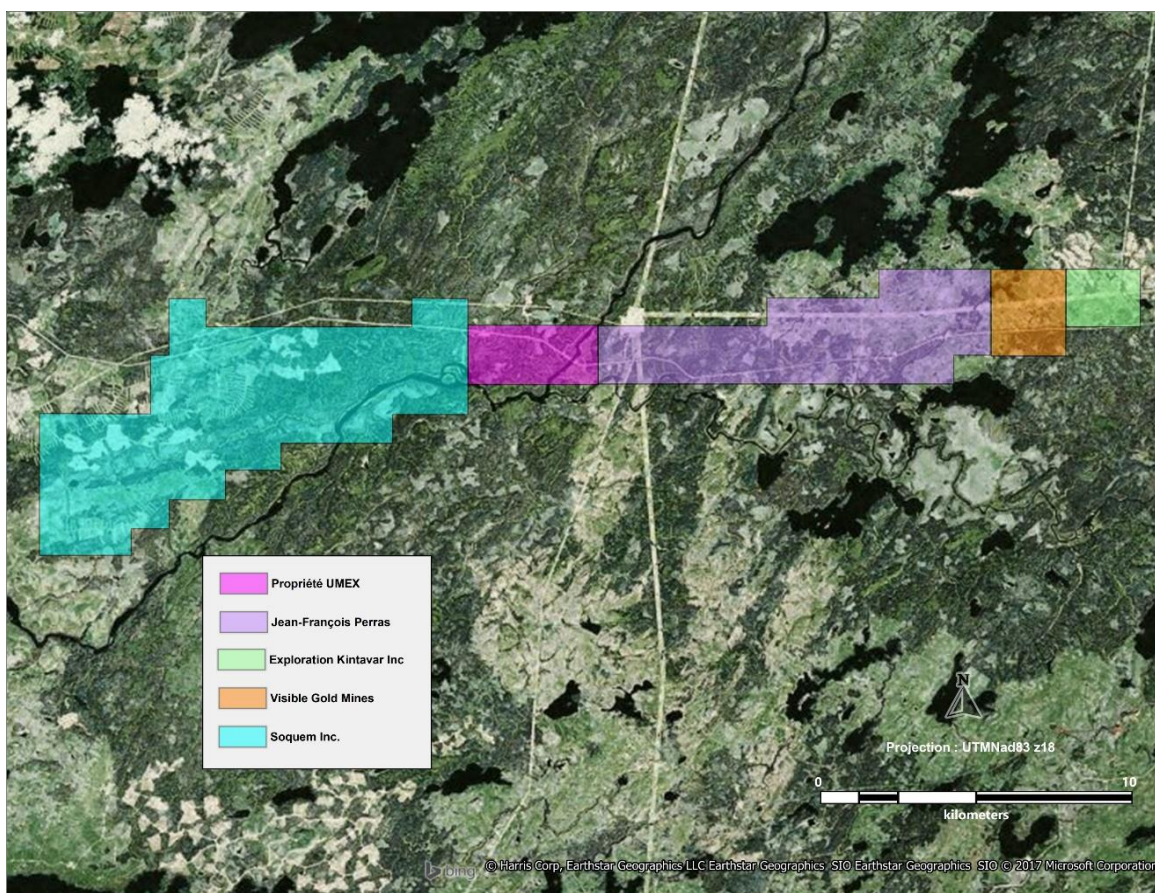 Propriété UMEX
Jean-François Perras
Exploration Kintavar Inc
Visible Gold Mines
Soquem Inc.
N
Projection : UTMNad83 z18
0 10
kilometers
bing
© Harris Corp, Earthstar Geographics LLC Earthstar Geographics SIO Earthstar Geographics SIO © 2017 Microsoft Corporation